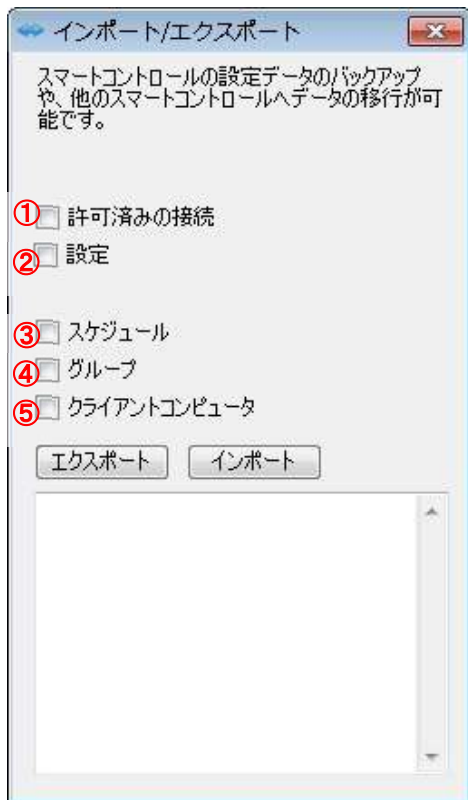 インポート/エクスポート
スマートコントロールの設定データのバックアップ
や、他のスマートコントロールへデータの移行が可
能です。
① 許可済みの接続
② 設定
③ スケジュール
④ グループ
⑤ クライアントコンピュータ
エクスポート インポート